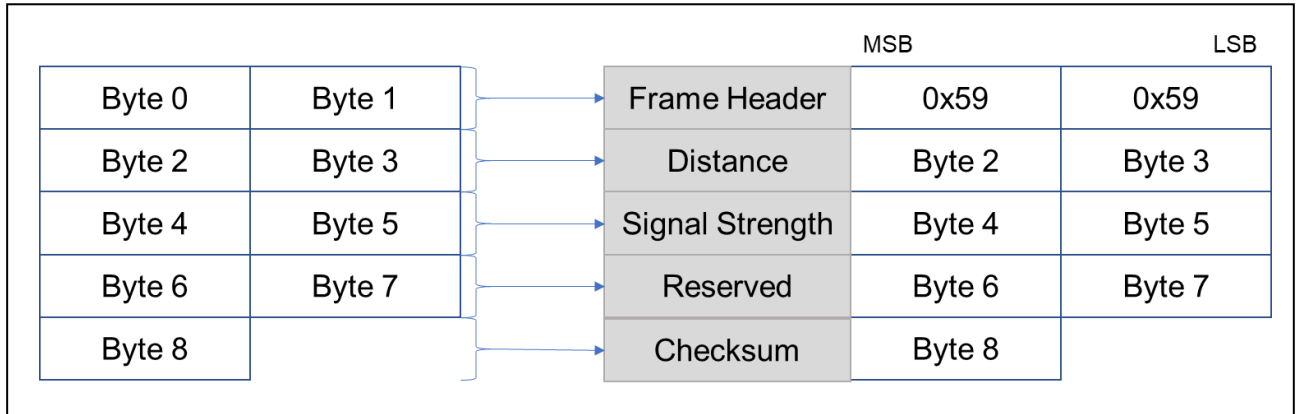 MSB LSB
Byte 0 Byte 1 Frame Header 0x59 0x59
Byte 2 Byte 3 Distance Byte 2 Byte 3
Byte 4 Byte 5 Signal Strength Byte 4 Byte 5
Byte 6 Byte 7 Reserved Byte 6 Byte 7
Byte 8 Checksum Byte 8